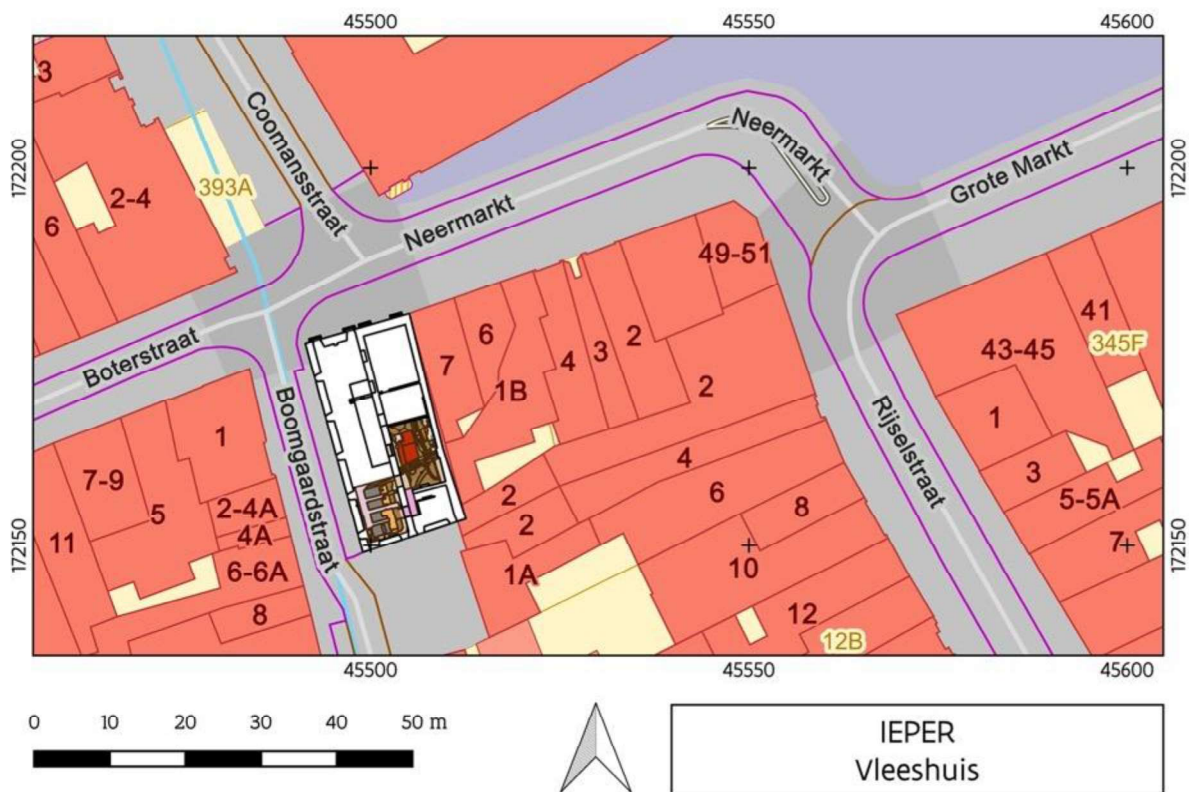 45500 45550 45600
172200
172200
3
Coomansstraat
2-4
393A
6
Neermarkt
Neermarkt
Grote Markt
49-51
Boterstraat
7
6
1B
4
3
2
2
43-45
41
345F
1
7-9
5
11
1
2-4A
4A
6-6A
8
Boomgaardstraat
2
2
1A
4
6
8
10
12
12B
Rijselstraat
3
5-5A
7
172150
172150
45500 45550 45600
0 10 20 30 40 50 m
IEPER
Vleeshuis